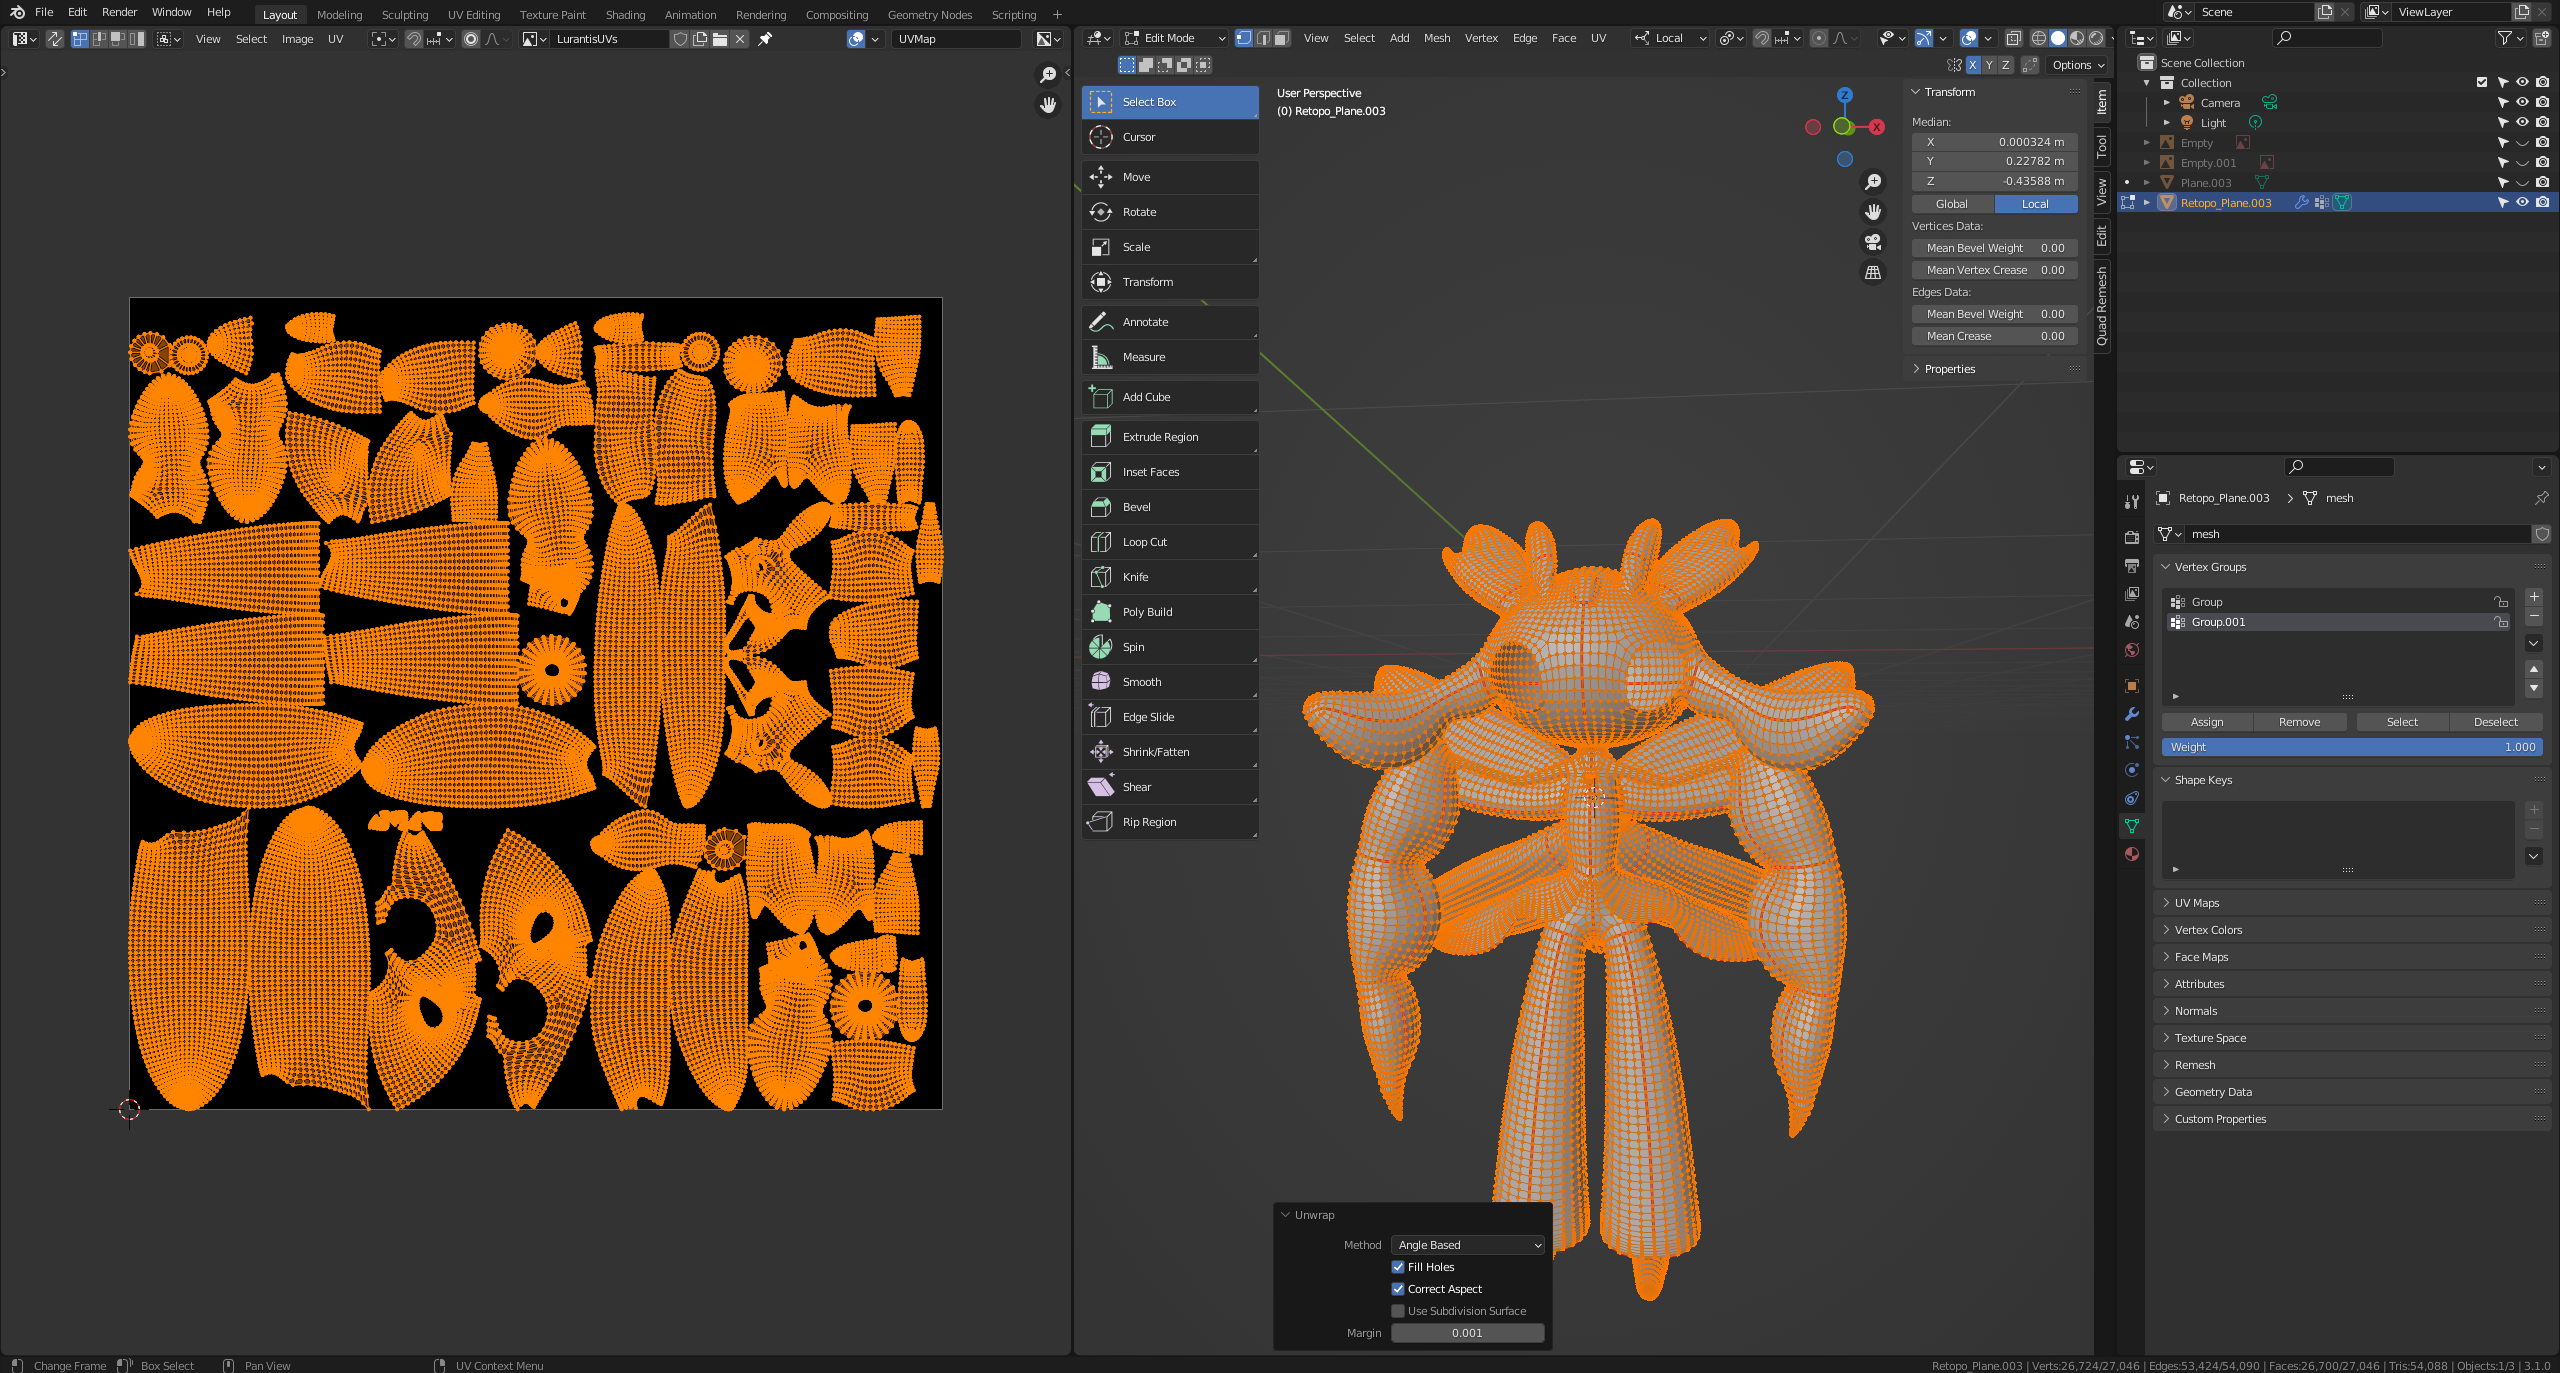 File Edit Render Window Help Layout Modeling Sculpting UV Editing Texture Paint Shading Animation Rendering Compositing Geometry Nodes Scripting + Scene ViewLayer
View Select Image UV LurantisUVs UVMap
Edit Mode View Select Add Mesh Vertex Edge Face UV Local
X Y Z Options
Select Box
Cursor
Move
Rotate
Scale
Transform
Annotate
Measure
Add Cube
Extrude Region
Inset Faces
Bevel
Loop Cut
Knife
Poly Build
Spin
Smooth
Edge Slide
Shrink/Fatten
Shear
Rip Region
User Perspective
(0) Retopo_Plane.003
Z
X
Transform
Median:
X 0.000324 m
Y 0.22782 m
Z -0.43588 m
Global Local
Vertices Data:
Mean Bevel Weight 0.00
Mean Vertex Crease 0.00
Edges Data:
Mean Bevel Weight 0.00
Mean Crease 0.00
Properties
Item
Tool
View
Edit
Quad Remesh
Unwrap
Method Angle Based
Fill Holes
Correct Aspect
Use Subdivision Surface
Margin 0.001
Scene Collection
Collection
Camera
Light
Empty
Empty.001
Plane.003
Retopo_Plane.003
Retopo_Plane.003 mesh
mesh
Vertex Groups
Group
Group.001
Assign Remove Select Deselect
Weight 1.000
Shape Keys
UV Maps
Vertex Colors
Face Maps
Attributes
Normals
Texture Space
Remesh
Geometry Data
Custom Properties
Change Frame Box Select Pan View UV Context Menu
Retopo_Plane.003 | Verts:26,724/27,046 | Edges:53,424/54,090 | Faces:26,700/27,046 | Tris:54,088 | Objects:1/3 | 3.1.0